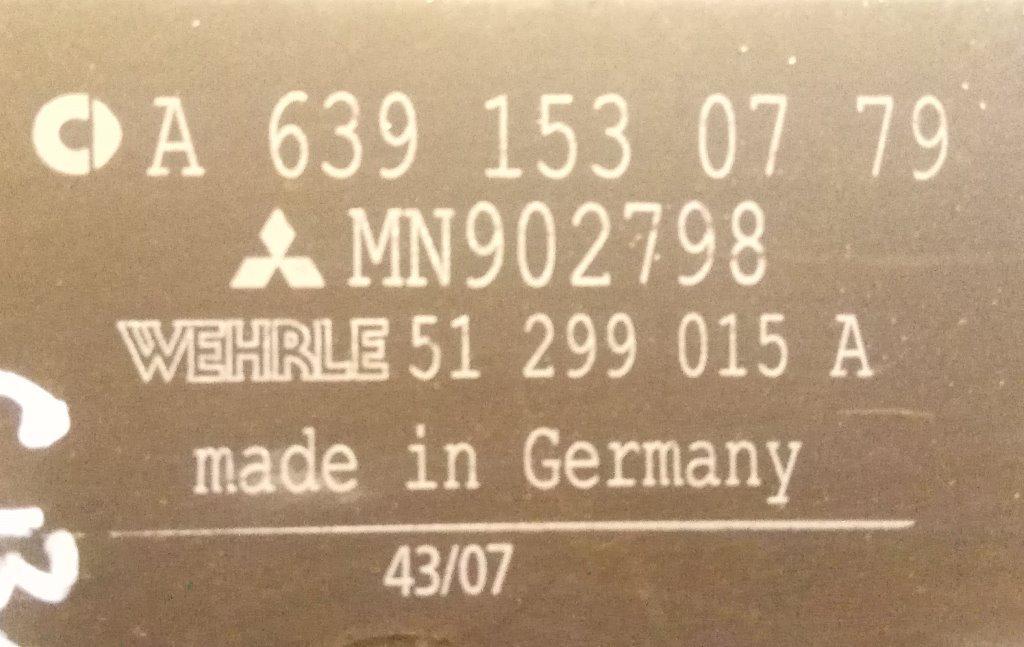 A 639 153 07 79
MN902798
WEHRLE 51 299 015 A
made in Germany
43/07